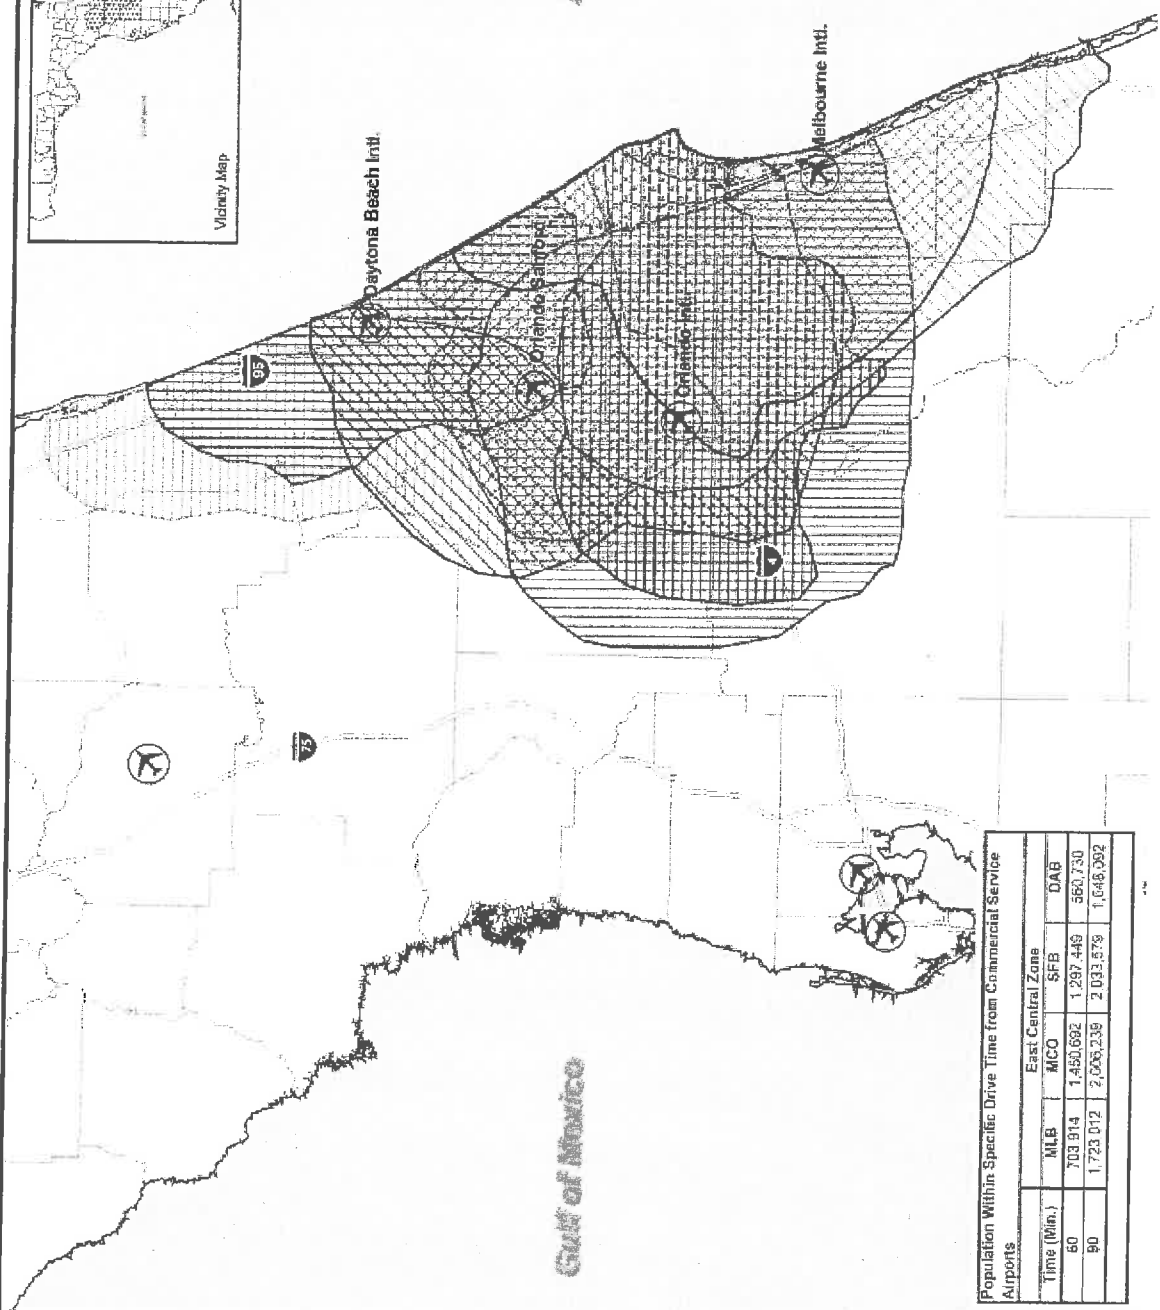 Vicinity Map
Daytona Beach Intl.
Orlando Sanford
Orlando Intl.
Melbourne Intl.
95
4
75
Gulf of Mexico
Population Within Specific Drive Time from Commercial Service
Airports
East Central Zone
Time (Min.) MLB MCO SFB DAB
60 703,914 1,450,692 1,297,449 560,730
90 1,723,012 2,006,239 2,033,579 1,648,092